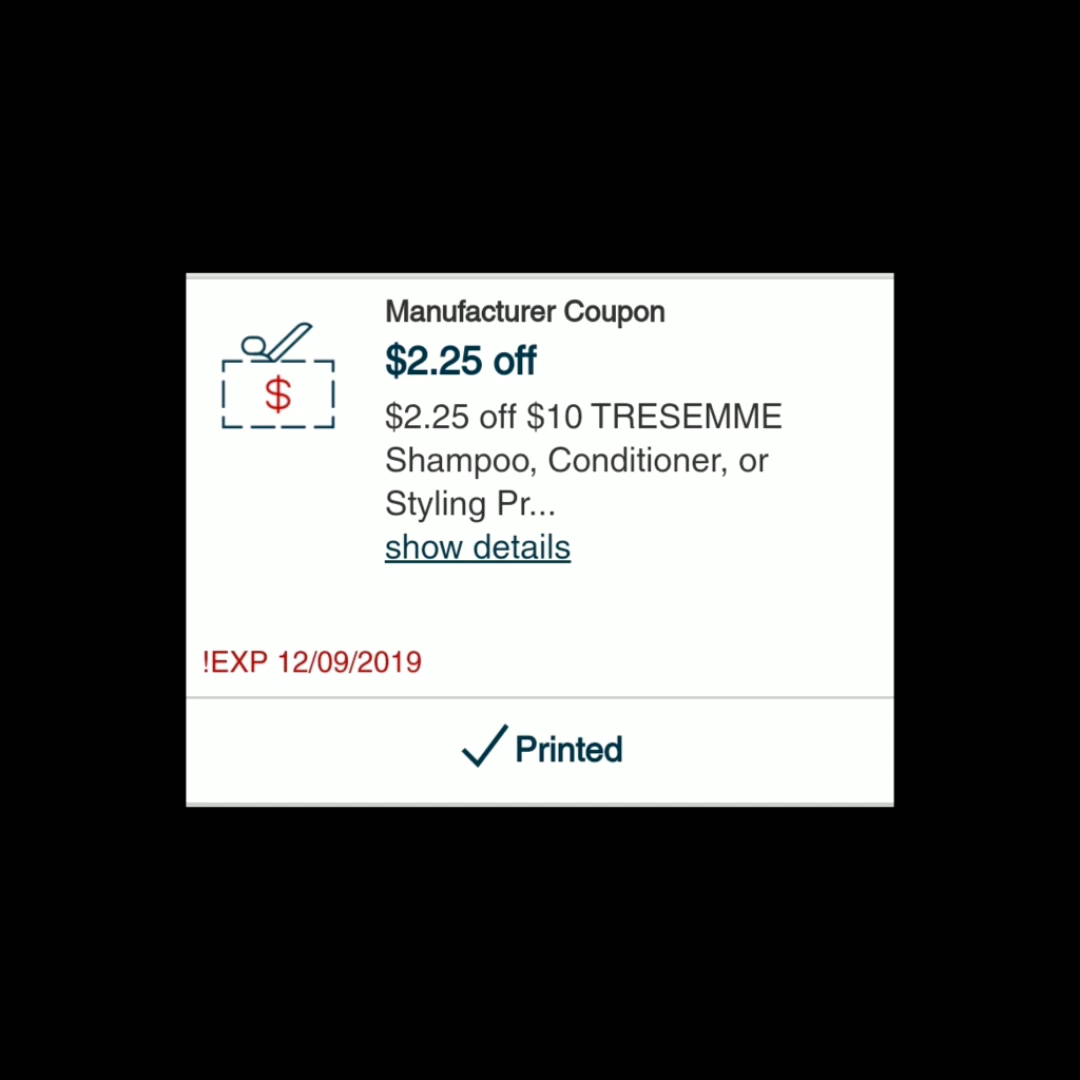 Manufacturer Coupon
$2.25 off
$
$2.25 off $10 TRESEMME
Shampoo, Conditioner, or
Styling Pr...
show details
!EXP 12/09/2019
Printed